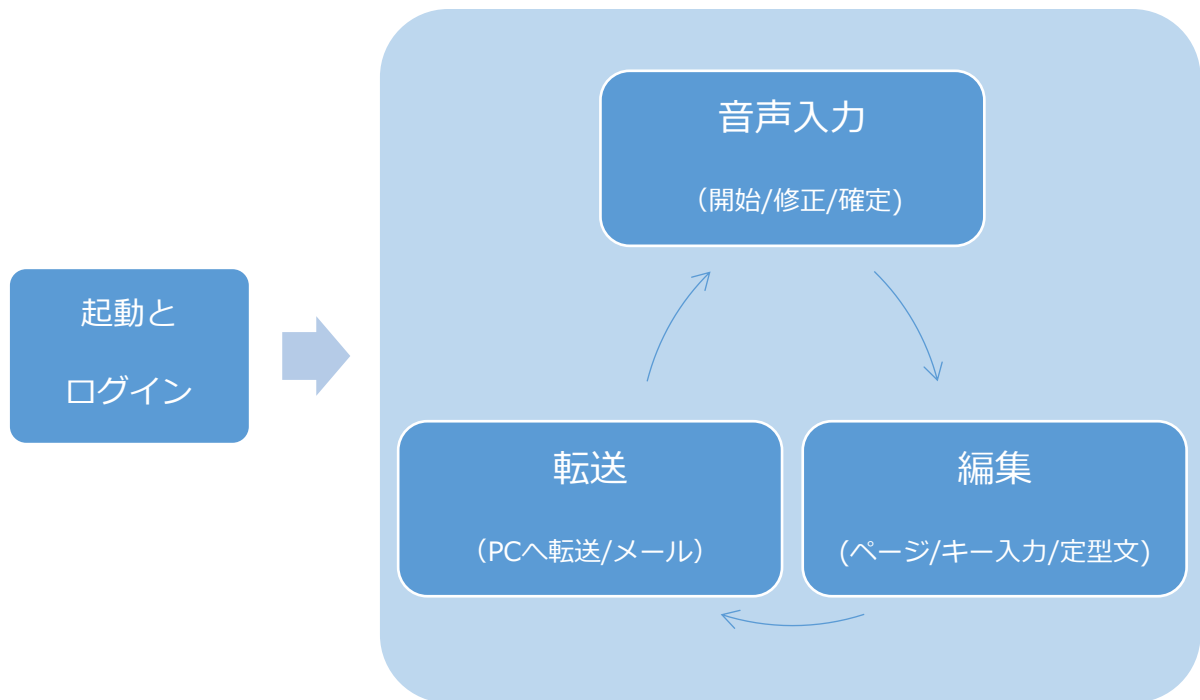 音声入力
（開始/修正/確定)
起動と
ログイン
転送
（PCへ転送/メール）
編集
(ページ/キー入力/定型文)